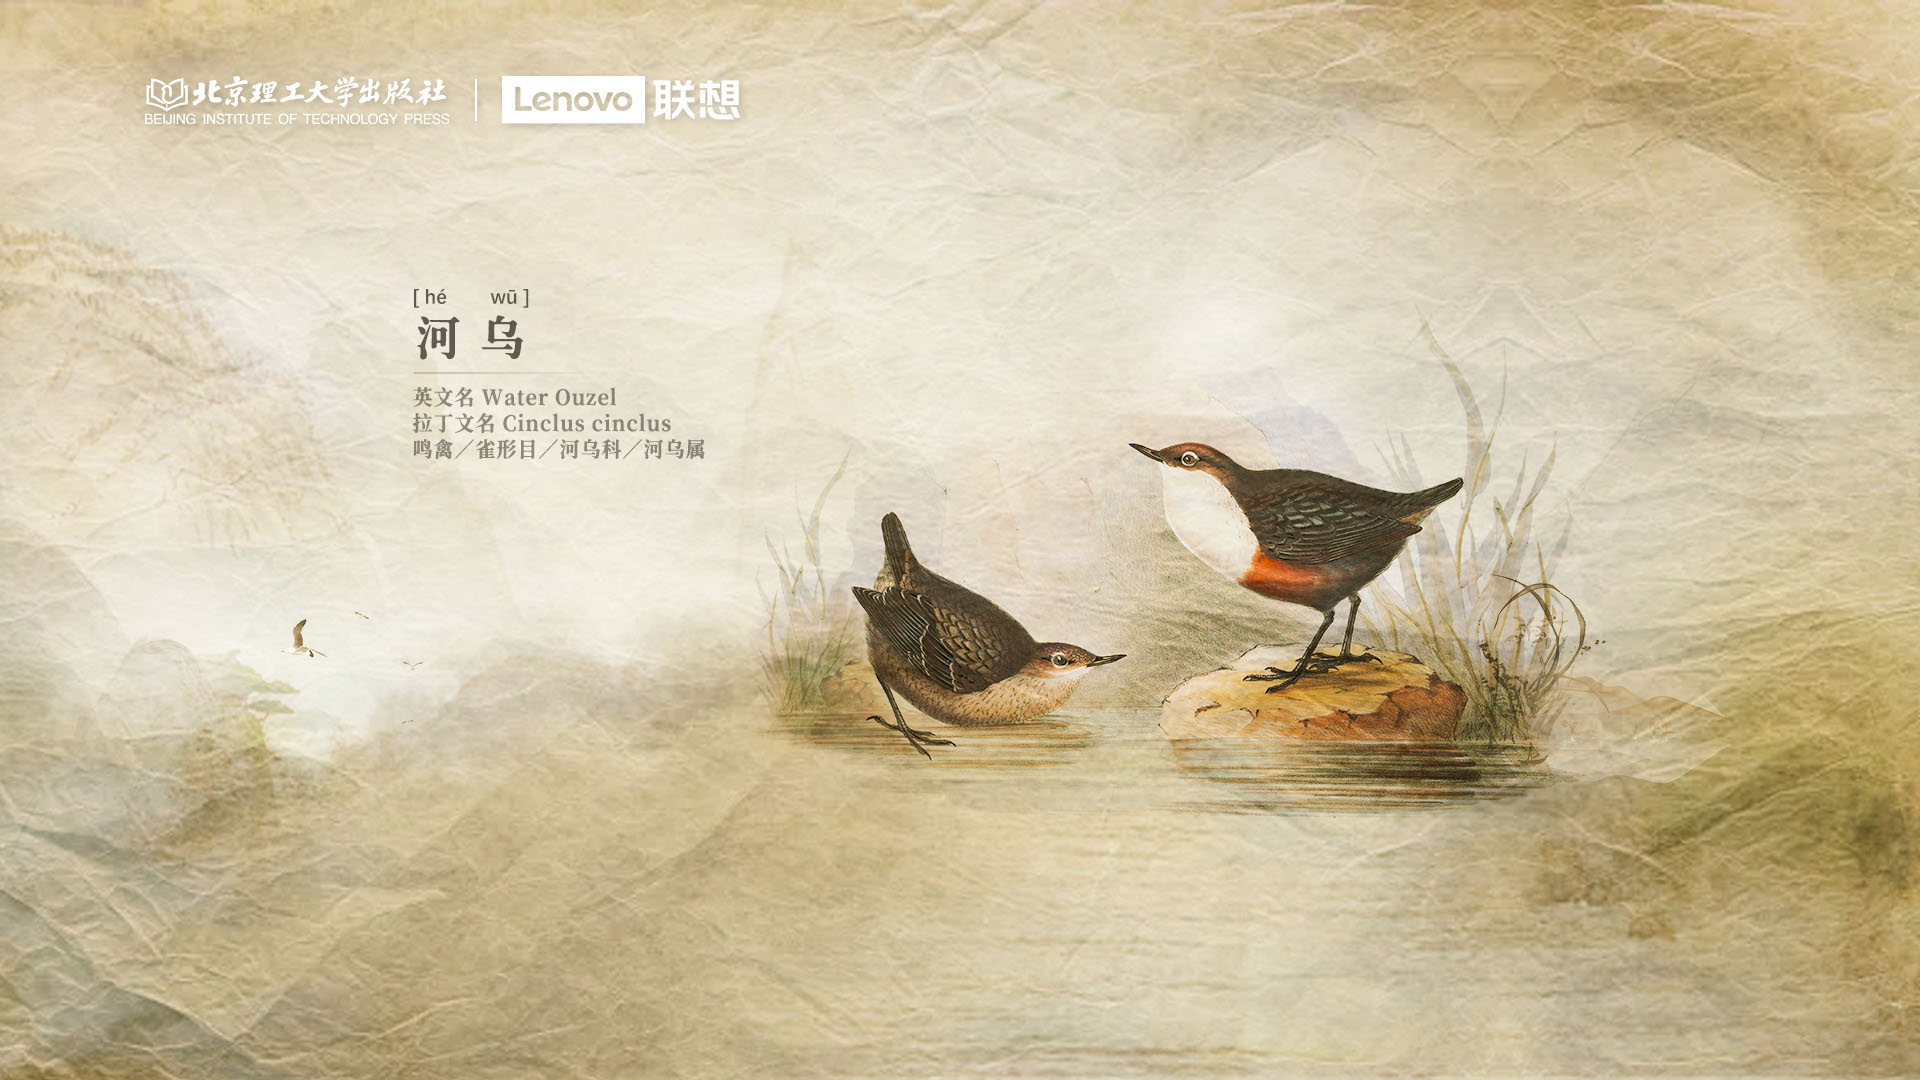 北京理工大学出版社
BEIJING INSTITUTE OF TECHNOLOGY PRESS
Lenovo 联想
[ hé wū ]
河乌
英文名 Water Ouzel
拉丁文名 Cinclus cinclus
鸣禽／雀形目／河乌科／河乌属